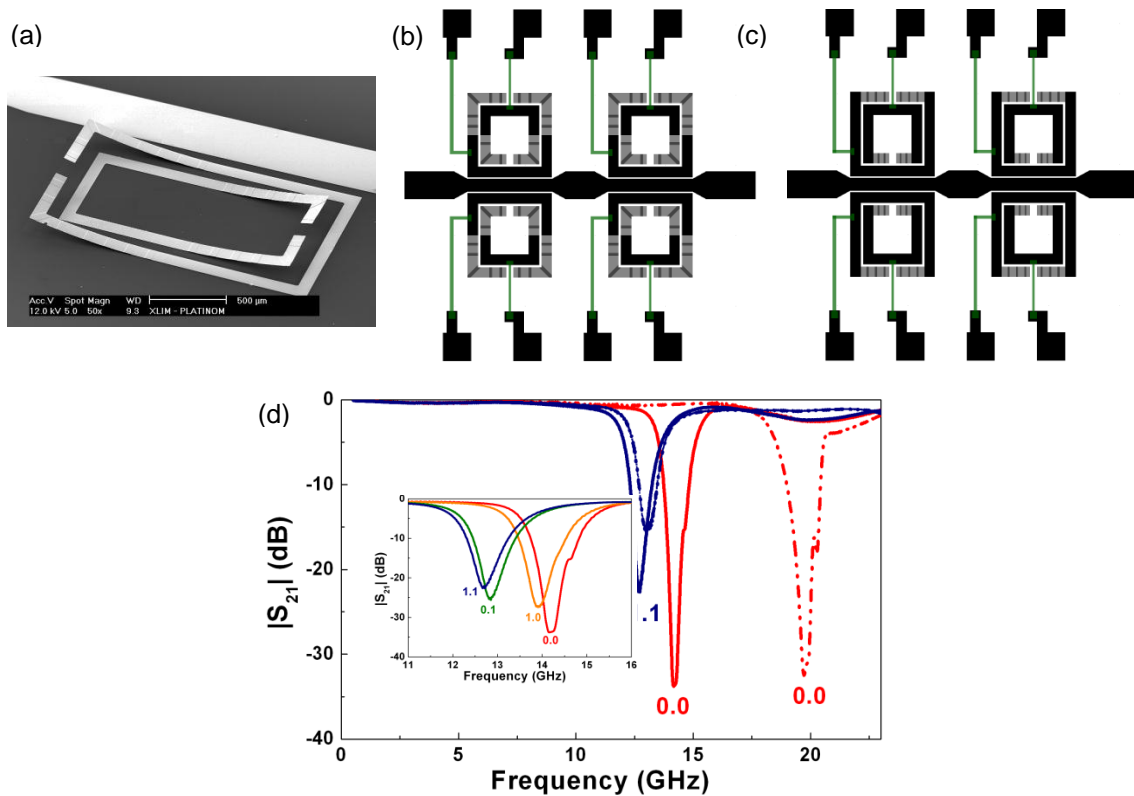 (a)
Acc.V Spot Magn WD 500 µm
12.0 kV 5.0 50x 9.3 XLIM - PLATINOM
(b)
(c)
(d)
|S21| (dB)
0
-10
-20
-30
-40
0 5 10 15 20
Frequency (GHz)
.1
0.0
0.0
|S21| (dB)
0
-10
-20
-30
-40
11 12 13 14 15 16
Frequency (GHz)
1.1
0.1
1.0
0.0